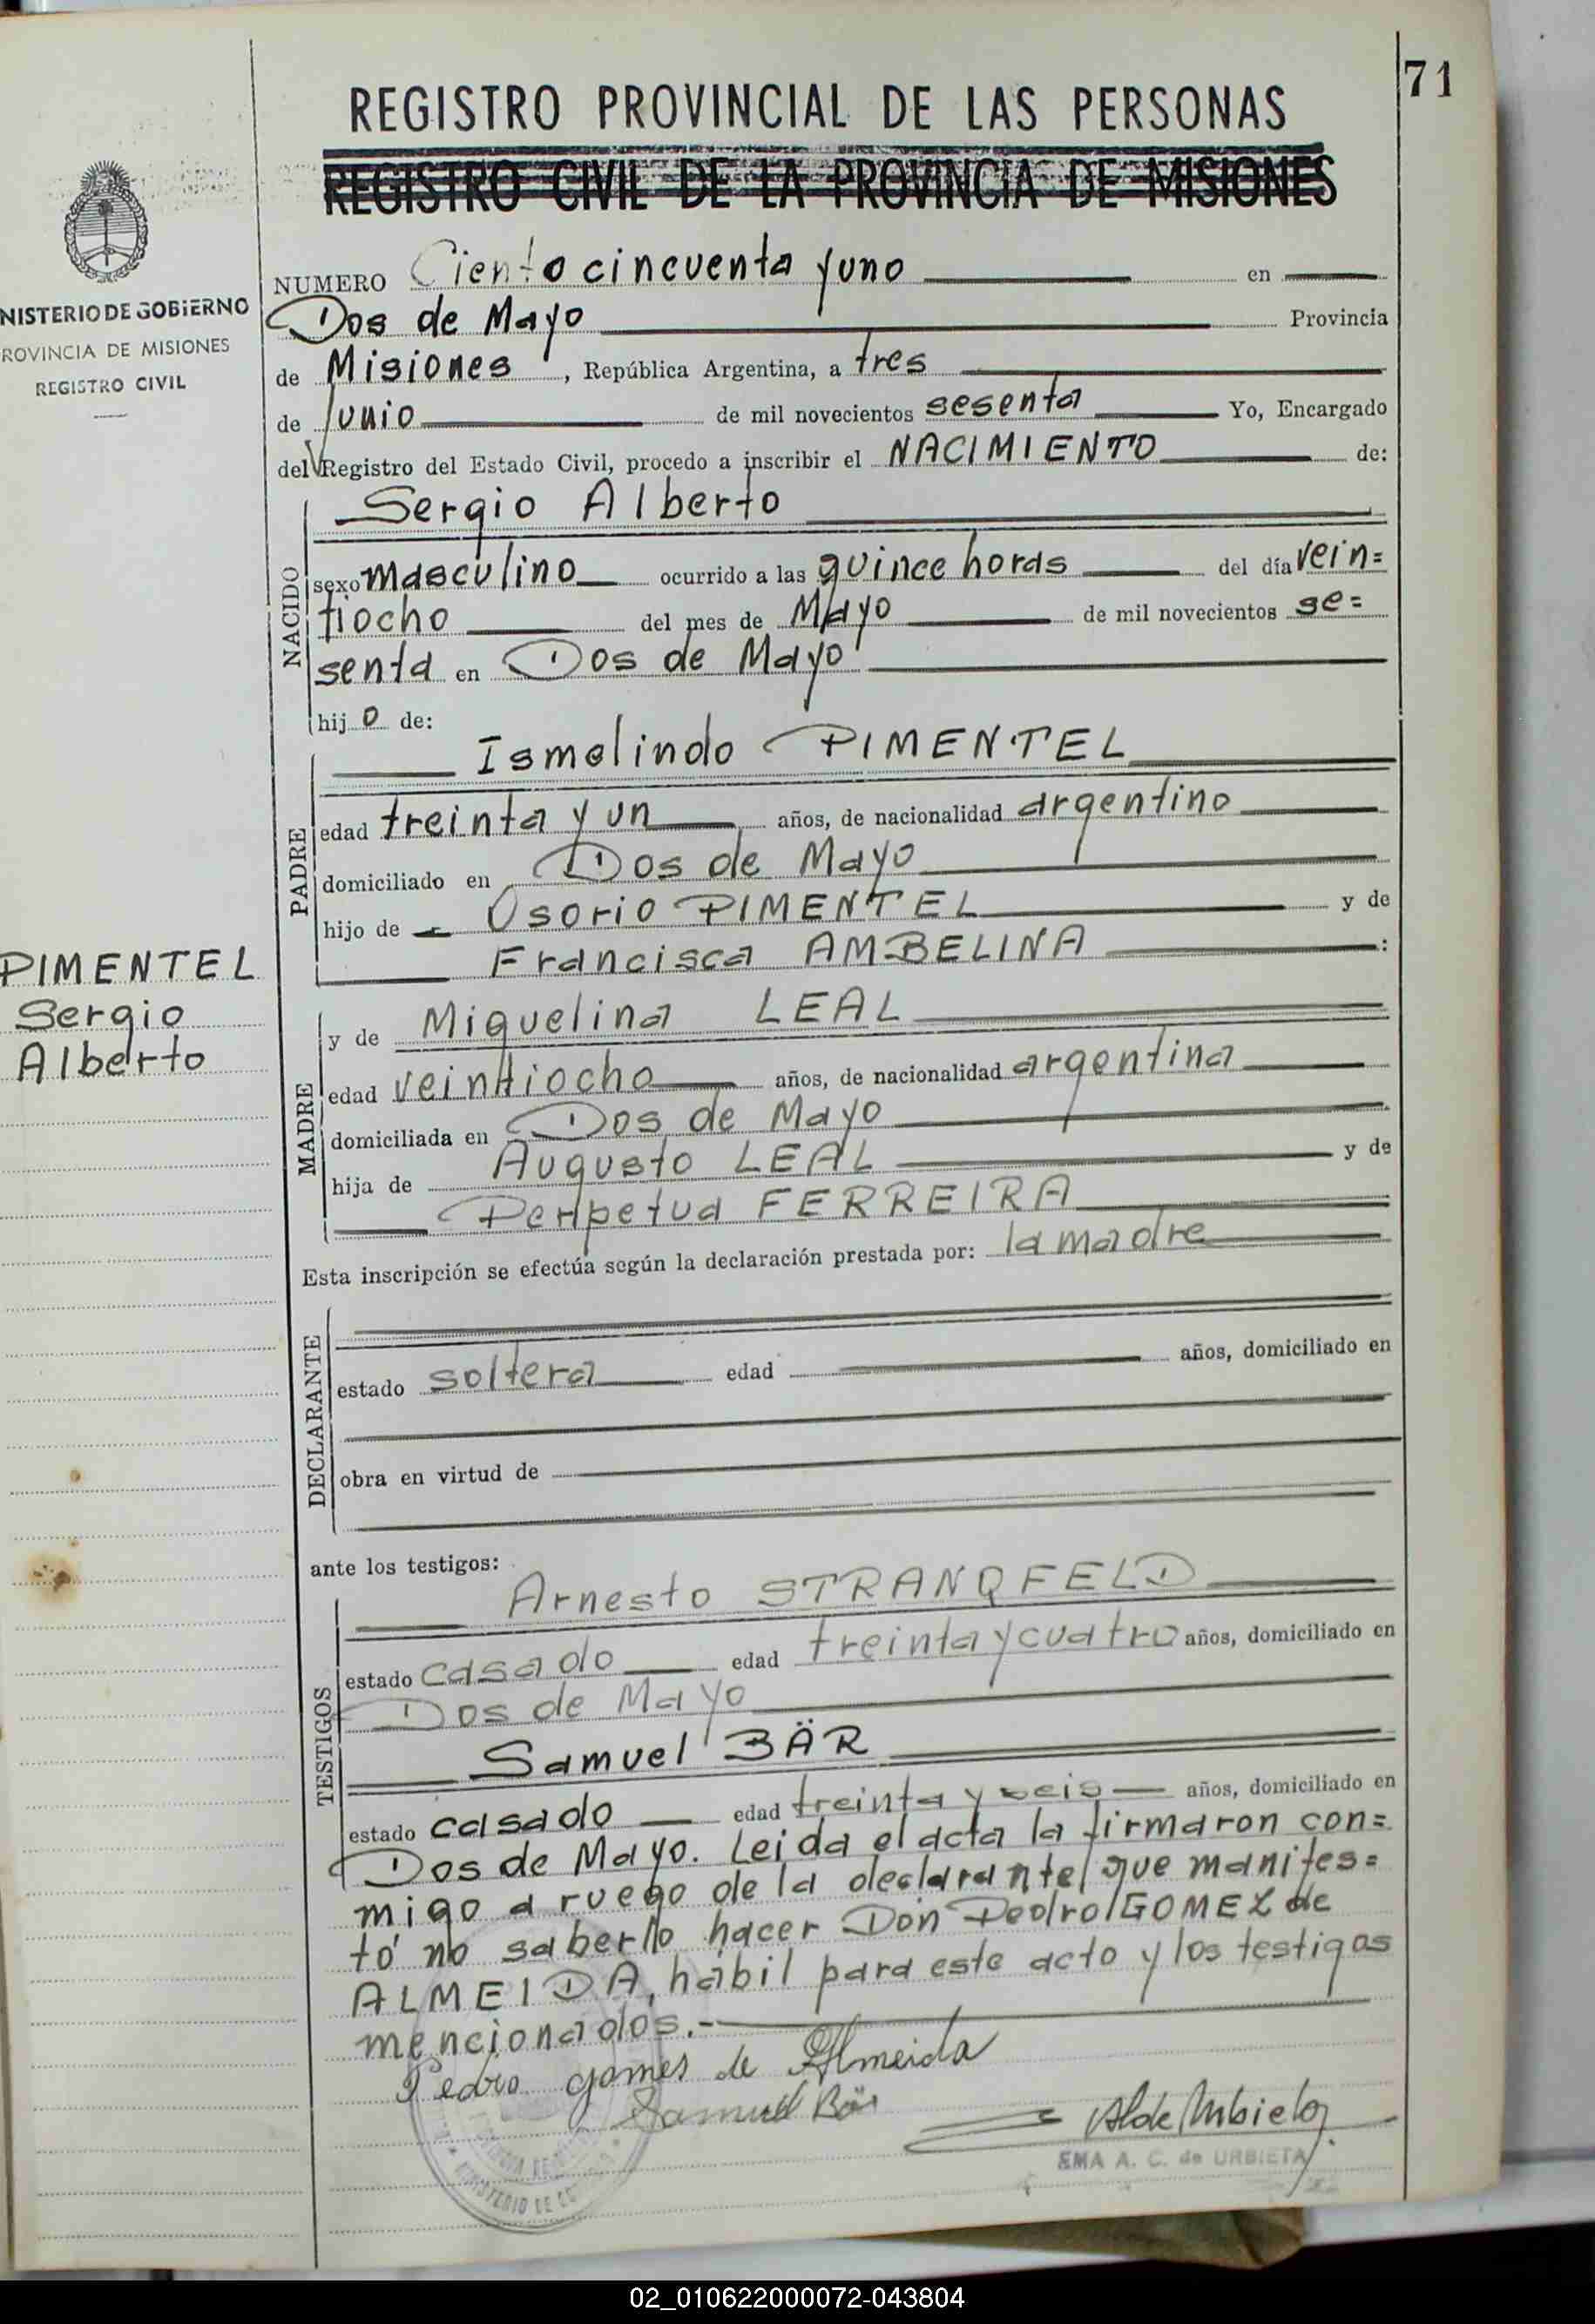 71
REGISTRO PROVINCIAL DE LAS PERSONAS
REGISTRO CIVIL DE LA PROVINCIA DE MISIONES
NISTERIO DE GOBIERNO
ROVINCIA DE MISIONES
REGISTRO CIVIL
NUMERO Ciento cincuenta y uno en
Dos de Mayo Provincia
de Misiones, República Argentina, a tres
de Junio de mil novecientos sesenta Yo, Encargado
del Registro del Estado Civil, procedo a inscribir el NACIMIENTO de:
NACIDO
Sergio Alberto
sexo masculino ocurrido a las quince horas del día vein=
tiocho del mes de Mayo de mil novecientos se=
senta en Dos de Mayo
hijo de:
PADRE
Ismelindo PIMENTEL
edad treinta y un años, de nacionalidad argentino
domiciliado en Dos de Mayo
hijo de Osorio PIMENTEL y de
Francisca AMBELINA :
PIMENTEL
Sergio
Alberto
MADRE
y de Miguelina LEAL
edad veintiocho años, de nacionalidad argentina
domiciliada en Dos de Mayo
hija de Augusto LEAL y de
Perpetua FERREIRA
Esta inscripción se efectúa según la declaración prestada por: la madre
DECLARANTE
estado soltera edad años, domiciliado en
obra en virtud de
ante los testigos:
TESTIGOS
Arnesto STRANQFELD
estado casado edad treinta y cuatro años, domiciliado en
Dos de Mayo
Samuel BÄR
estado casado edad treinta y seis años, domiciliado en
Dos de Mayo. Leida el acta la firmaron con=
migo a ruego de la declarante que manifes=
tó no saberlo hacer Don Pedro GOMEZ de
ALMEIDA, hábil para este acto y los testigos
mencionados.-
Pedro gomes de Almeida
Samuel Bär
EMA A. C. de URBIETA
02_010622000072-043804